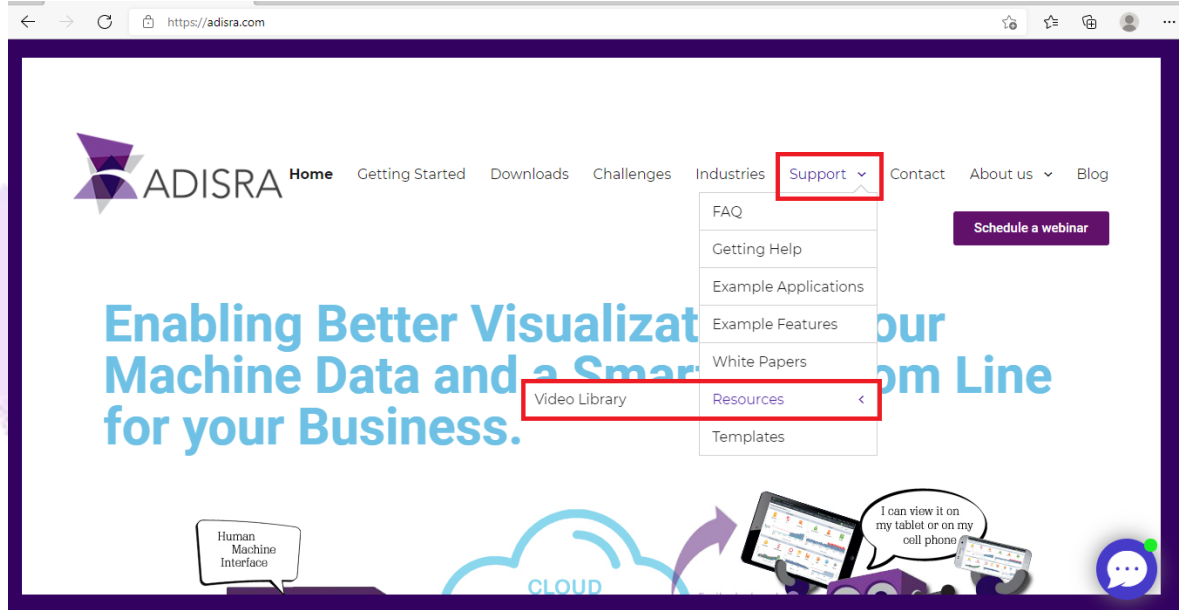 https://adisra.com
ADISRA
Home Getting Started Downloads Challenges Industries Support Contact About us Blog
Schedule a webinar
FAQ
Getting Help
Example Applications
Example Features
White Papers
Video Library Resources
Templates
Enabling Better Visualizat our
Machine Data and a Smar om Line
for your Business.
Human
Machine
Interface
CLOUD
I can view it on
my tablet or on my
cell phone